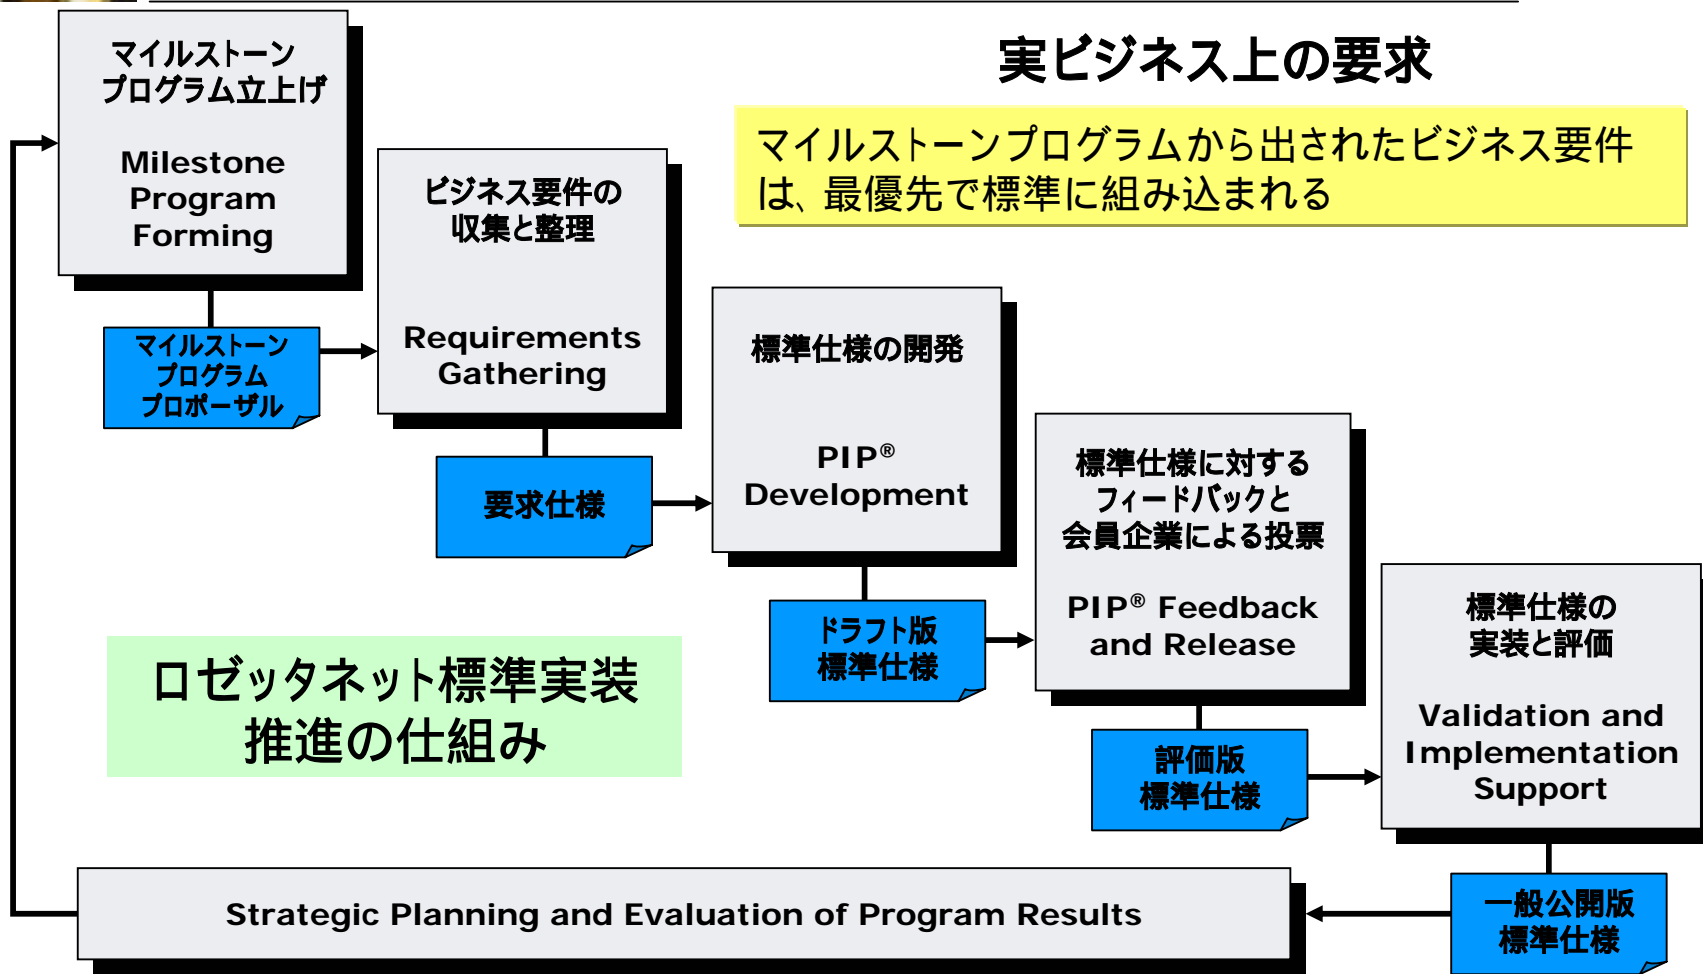 実ビジネス上の要求
マイルストーンプログラムから出されたビジネス要件
は、最優先で標準に組み込まれる
マイルストーン
プログラム立上げ
Milestone
Program
Forming
マイルストーン
プログラム
プロポーザル
ビジネス要件の
収集と整理
Requirements
Gathering
要求仕様
標準仕様の開発
PIP®
Development
ドラフト版
標準仕様
標準仕様に対する
フィードバックと
会員企業による投票
PIP® Feedback
and Release
評価版
標準仕様
標準仕様の
実装と評価
Validation and
Implementation
Support
一般公開版
標準仕様
ロゼッタネット標準実装
推進の仕組み
Strategic Planning and Evaluation of Program Results